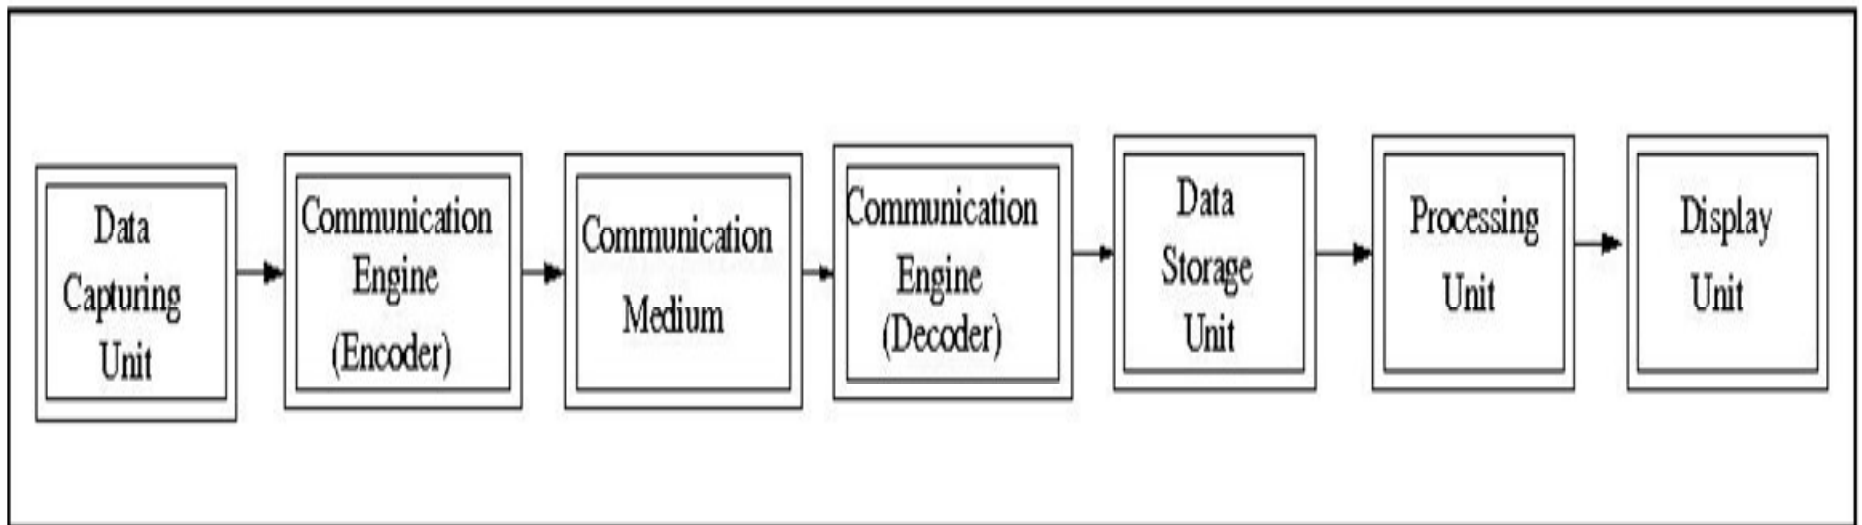 Data
Capturing
Unit
Communication
Engine
(Encoder)
Communication
Medium
Communication
Engine
(Decoder)
Data
Storage
Unit
Processing
Unit
Display
Unit